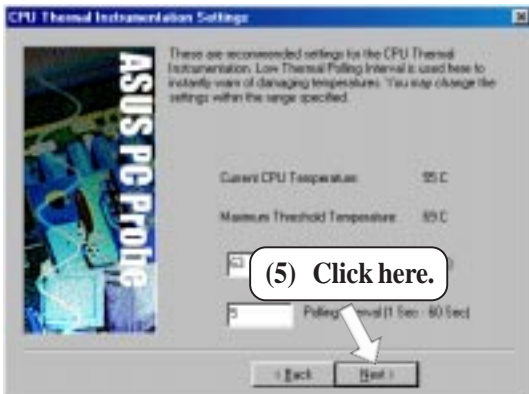 CPU Thermal Instrumentation Settings
ASUS PC Probe
These are recommended settings for the CPU Thermal
Instrumentation. Low Thermal Polling Interval is used here to
instantly warn of damaging temperatures. You may change the
settings within the range specified.
Current CPU Temperature:
Maximum Threshold Temperature:
(5) Click here.
5 Polling (1 Sec - 60 Sec)
< Back
Next >